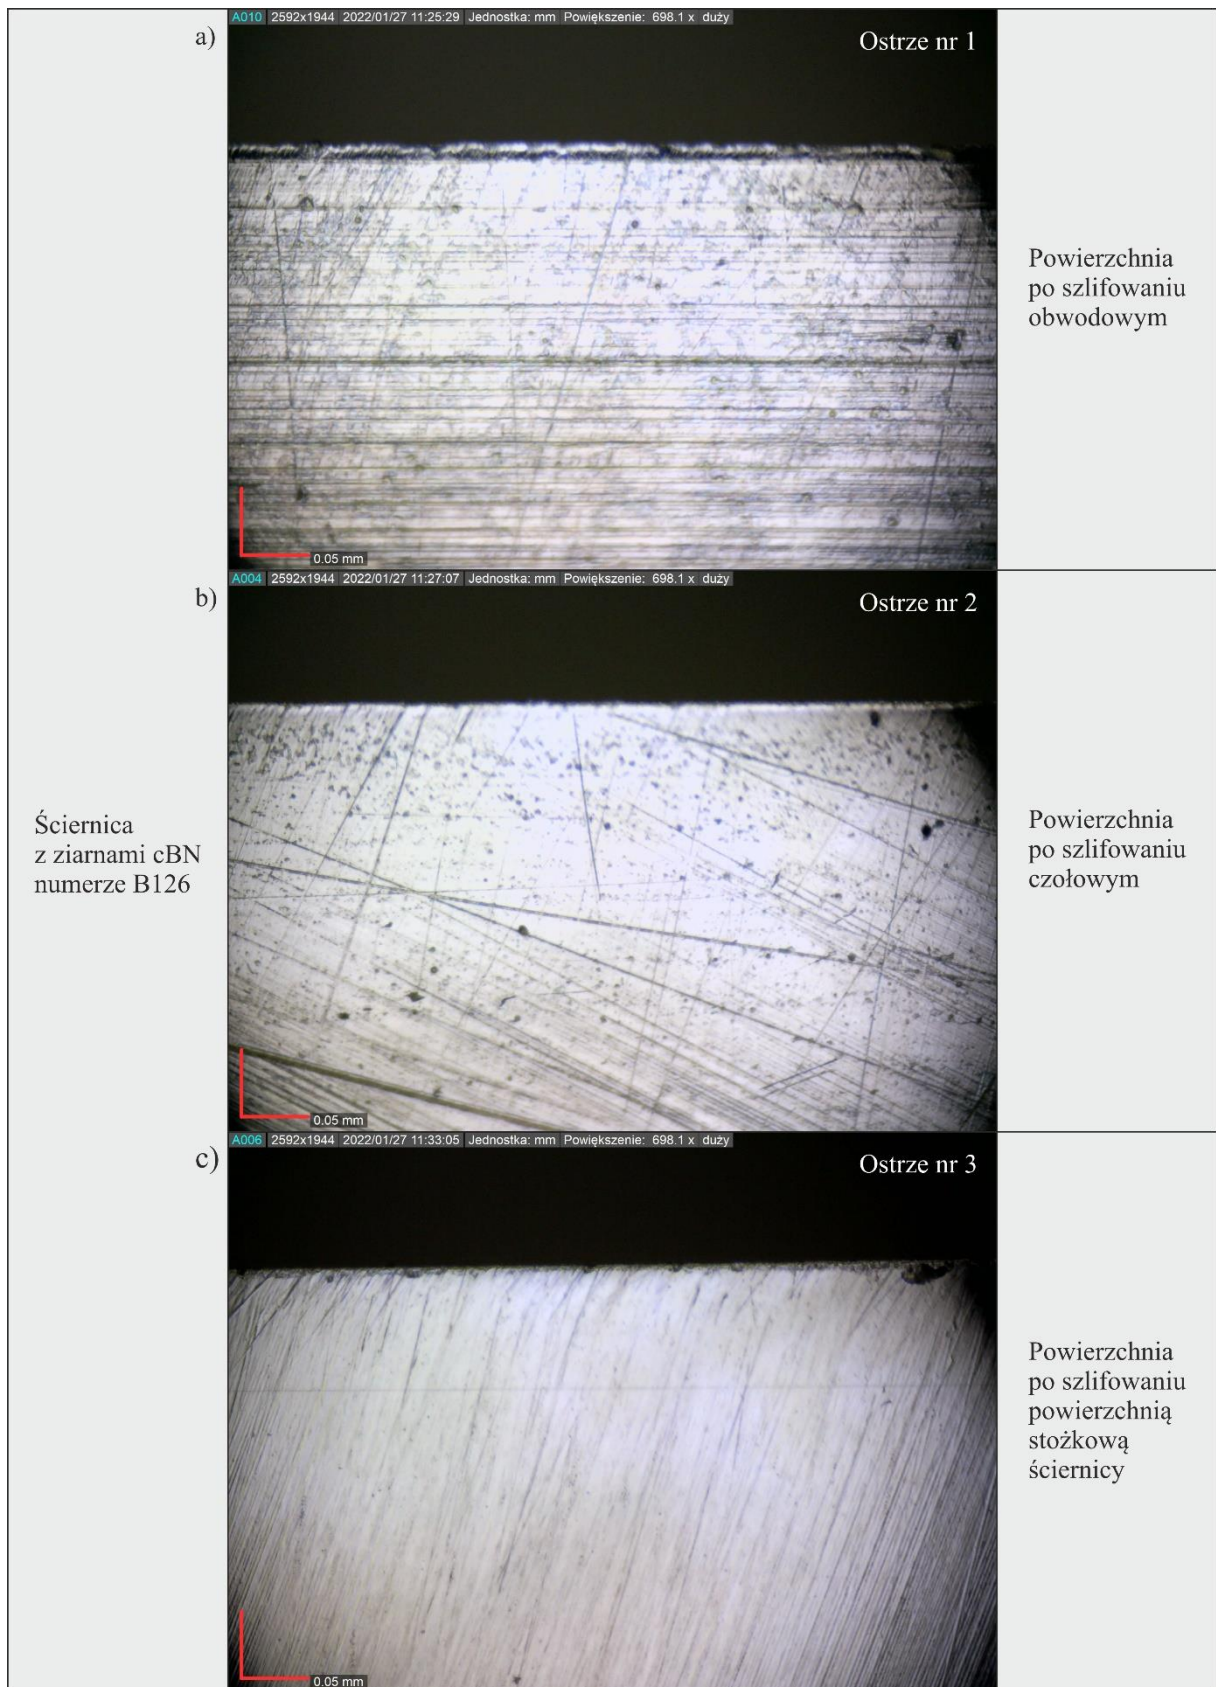 a)
A010 2592x1944 2022/01/27 11:25:29 Jednostka: mm Powiększenie: 698.1 x duży
Ostrze nr 1
0.05 mm
Powierzchnia
po szlifowaniu
obwodowym
b)
A004 2592x1944 2022/01/27 11:27:07 Jednostka: mm Powiększenie: 698.1 x duży
Ostrze nr 2
0.05 mm
Ściernica
z ziarnami cBN
numerze B126
Powierzchnia
po szlifowaniu
czołowym
c)
A006 2592x1944 2022/01/27 11:33:05 Jednostka: mm Powiększenie: 698.1 x duży
Ostrze nr 3
0.05 mm
Powierzchnia
po szlifowaniu
powierzchnią
stożkową
ściernicy